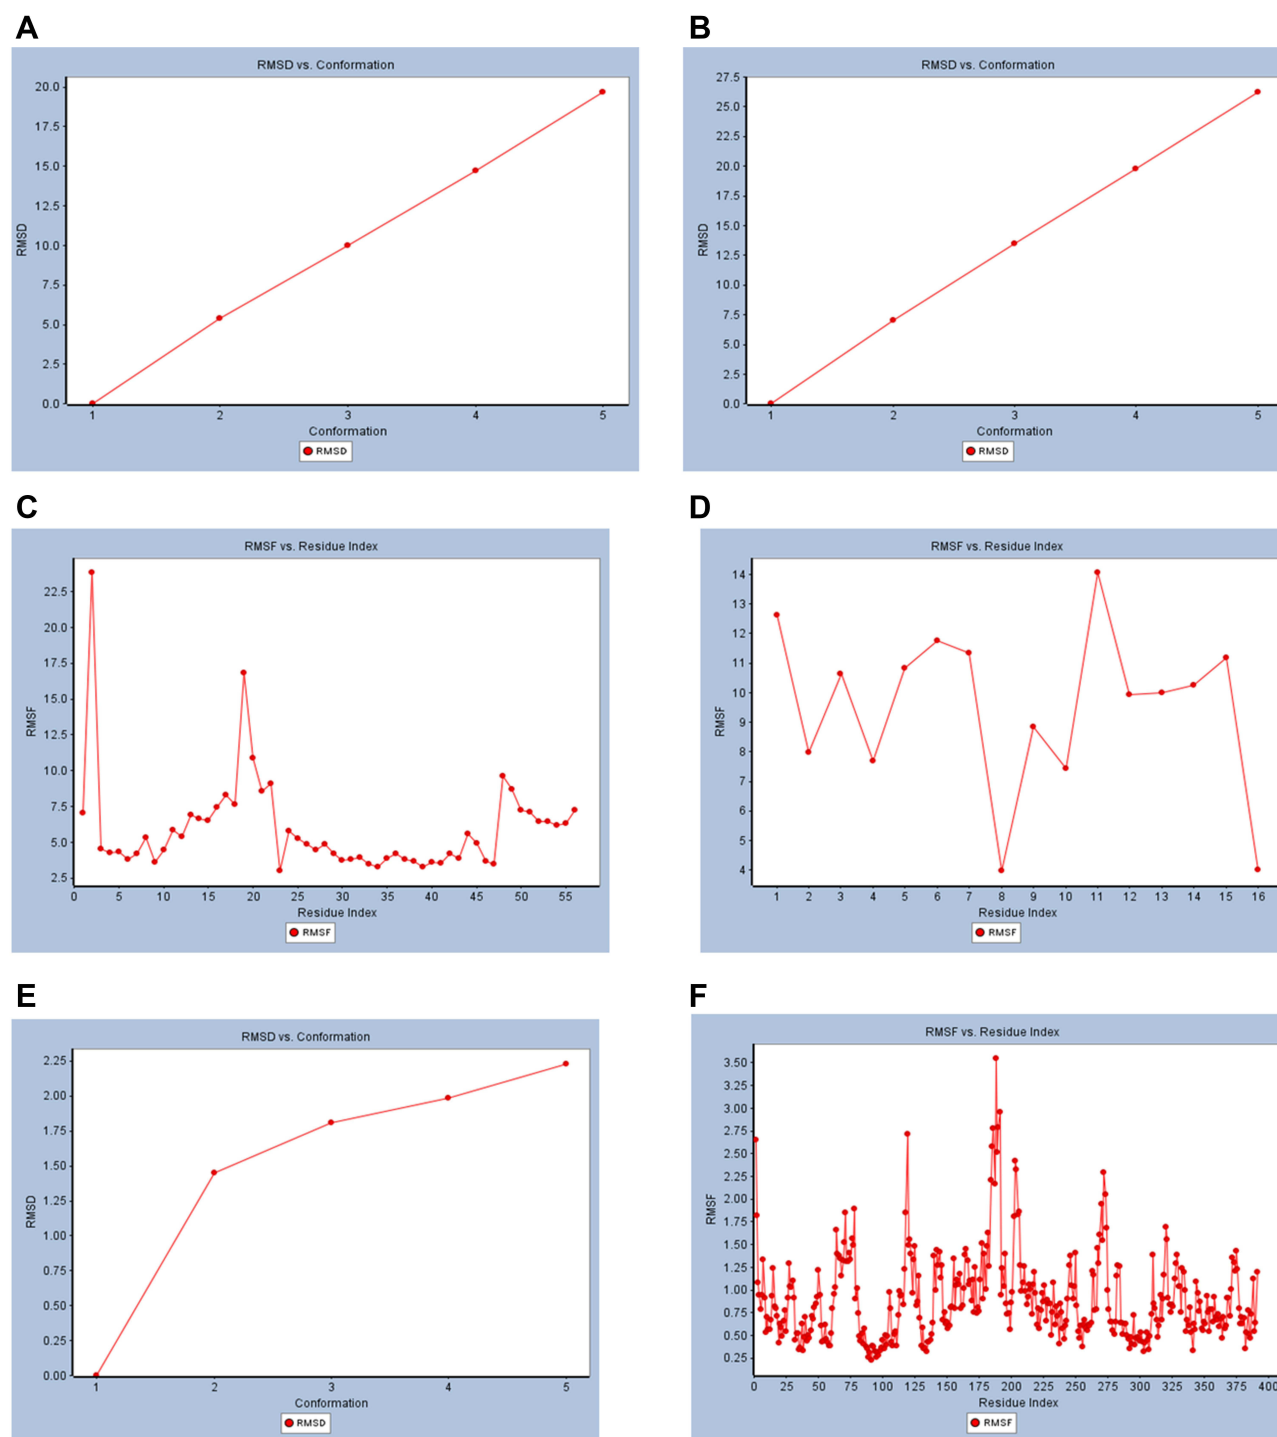 A
RMSD vs. Conformation
20.0
17.5
15.0
12.5
10.0
7.5
5.0
2.5
0.0
RMSD
1 2 3 4 5
Conformation
RMSD
B
RMSD vs. Conformation
27.5
25.0
22.5
20.0
17.5
15.0
12.5
10.0
7.5
5.0
2.5
0.0
RMSD
1 2 3 4 5
Conformation
RMSD
C
RMSF vs. Residue Index
22.5
20.0
17.5
15.0
12.5
10.0
7.5
5.0
2.5
RMSF
0 5 10 15 20 25 30 35 40 45 50 55
Residue Index
RMSF
D
RMSF vs. Residue Index
14
13
12
11
10
9
8
7
6
5
4
RMSF
1 2 3 4 5 6 7 8 9 10 11 12 13 14 15 16
Residue Index
RMSF
E
RMSD vs. Conformation
2.25
2.00
1.75
1.50
1.25
1.00
0.75
0.50
0.25
0.00
RMSD
1 2 3 4 5
Conformation
RMSD
F
RMSF vs. Residue Index
3.50
3.25
3.00
2.75
2.50
2.25
2.00
1.75
1.50
1.25
1.00
0.75
0.50
0.25
RMSF
0 25 50 75 100 125 150 175 200 225 250 275 300 325 350 375 400
Residue Index
RMSF